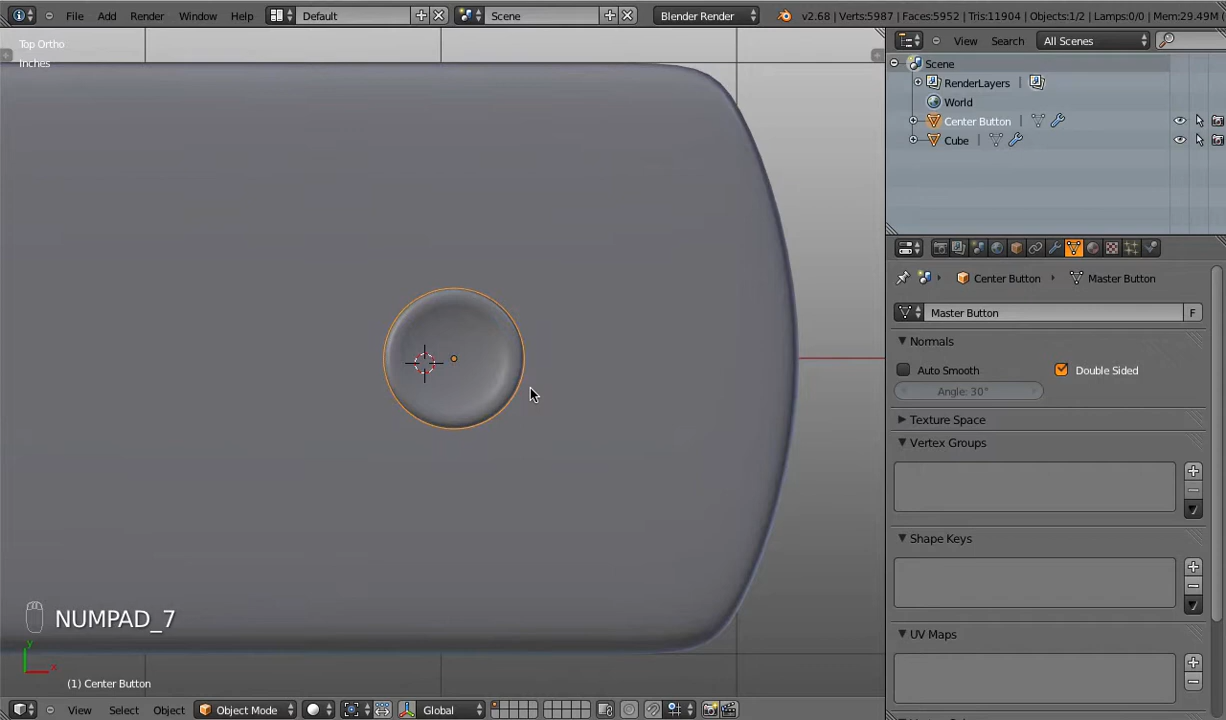 File Add Render Window Help Default Scene Blender Render v2.68 | Verts:5987 | Faces:5952 | Tris:11904 | Objects:1/2 | Lamps:0/0 | Mem:29.49M
Top Ortho
Inches
View Search All Scenes
Scene
RenderLayers
World
Center Button
Cube
Center Button Master Button
Master Button F
Normals
Auto Smooth Double Sided
Angle: 30°
Texture Space
Vertex Groups
Shape Keys
UV Maps
NUMPAD_7
y
x
(1) Center Button
View Select Object Object Mode Global